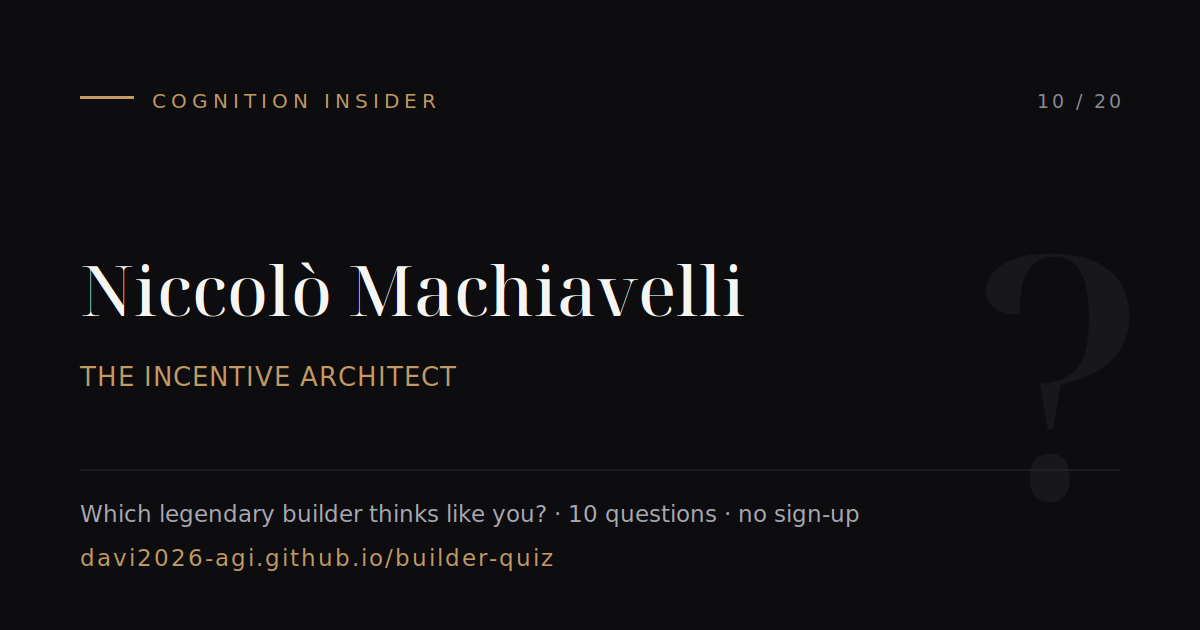 COGNITION INSIDER
10 / 20
Niccolò Machiavelli
THE INCENTIVE ARCHITECT
?
Which legendary builder thinks like you? · 10 questions · no sign-up
davi2026-agi.github.io/builder-quiz